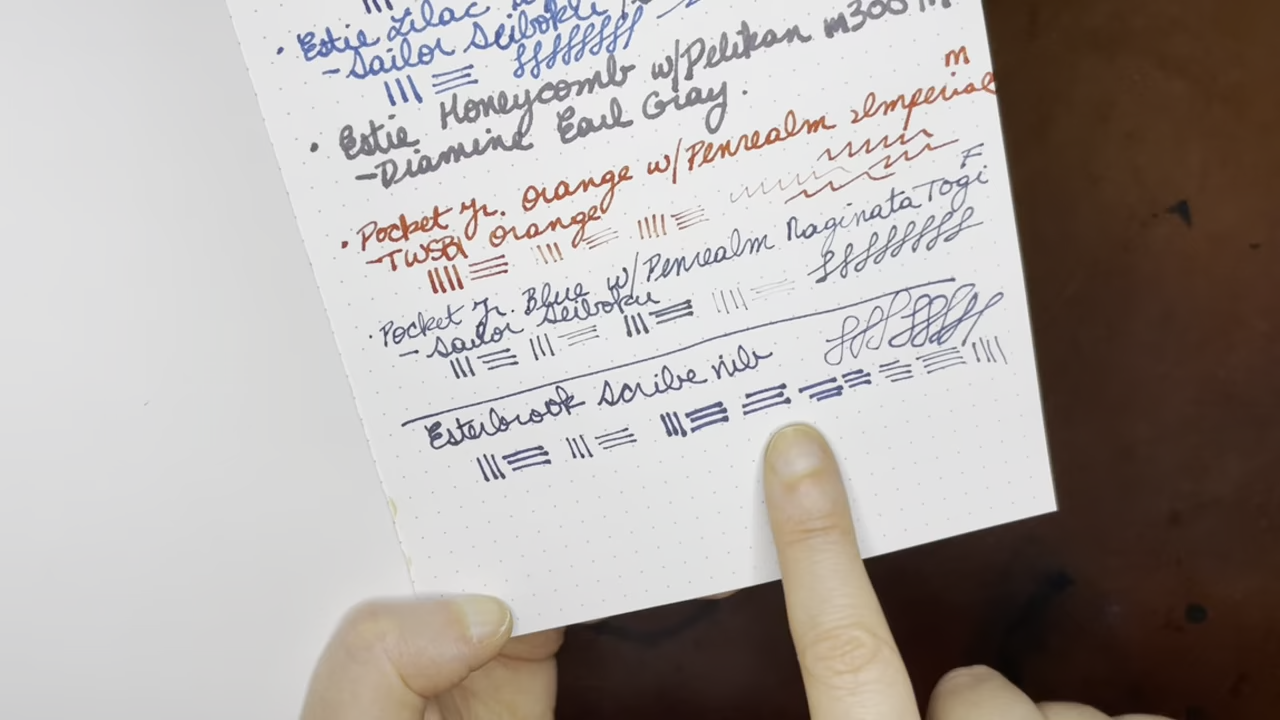 • Estie Lilac
- Sailor Seiboku
• Estie Honeycomb w/Pelikan m300 M
- Diamine Earl Gray.
m
• Pocket Jr. Orange w/Penrealm Imperial
- TWSBI Orange
F
• Pocket Jr. Blue w/Penrealm Naginata Togi
- Sailor Seiboku
Esterbrook Scribe nib